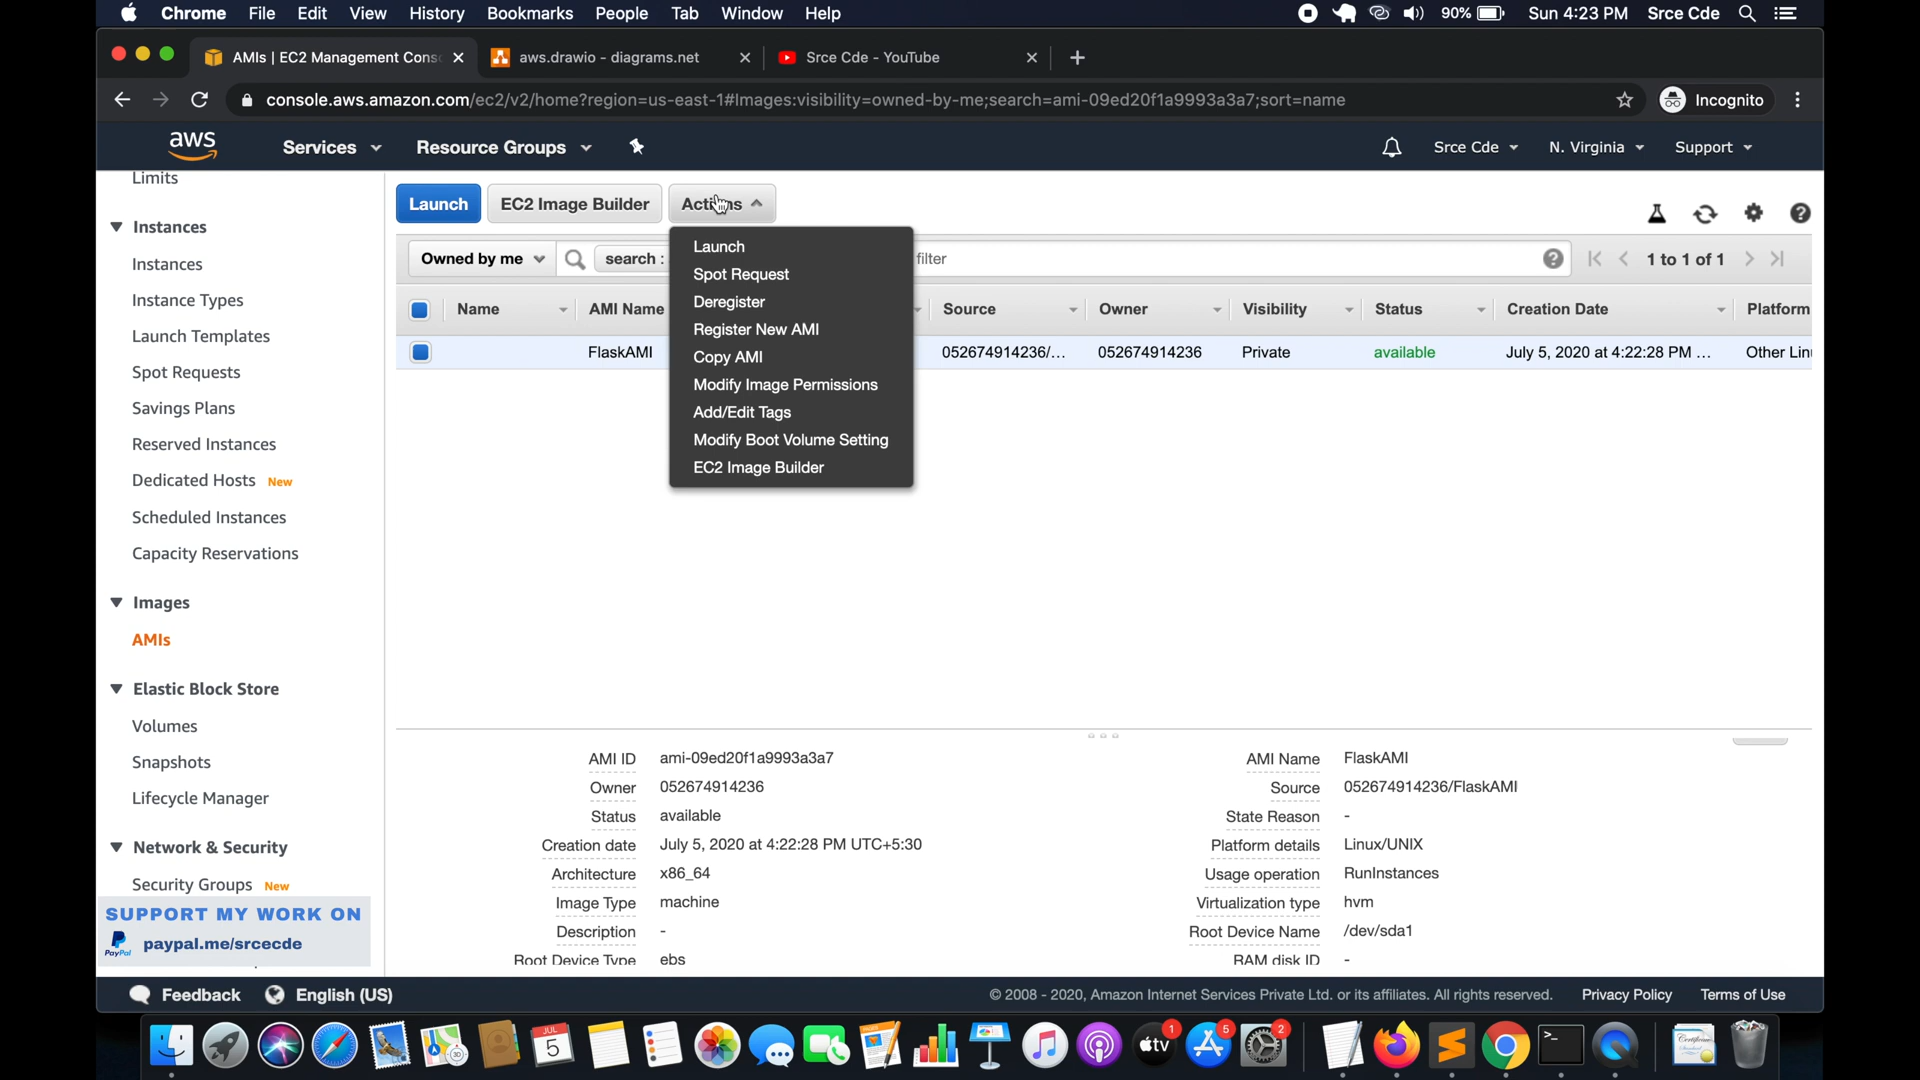 Chrome File Edit View History Bookmarks People Tab Window Help 90% Sun 4:23 PM Srce Cde
AMIs | EC2 Management Cons aws.drawio - diagrams.net Srce Cde - YouTube
console.aws.amazon.com/ec2/v2/home?region=us-east-1#Images:visibility=owned-by-me;search=ami-09ed20f1a9993a3a7;sort=name Incognito
aws Services Resource Groups Srce Cde N. Virginia Support
Limits
Instances
Instances
Instance Types
Launch Templates
Spot Requests
Savings Plans
Reserved Instances
Dedicated Hosts New
Scheduled Instances
Capacity Reservations
Images
AMIs
Elastic Block Store
Volumes
Snapshots
Lifecycle Manager
Network & Security
Security Groups New
SUPPORT MY WORK ON
PayPal paypal.me/srcecde
Launch EC2 Image Builder Actions
Owned by me search : filter 1 to 1 of 1
Name AMI Name Source Owner Visibility Status Creation Date Platform
FlaskAMI 052674914236/... 052674914236 Private available July 5, 2020 at 4:22:28 PM ... Other Lin
Launch
Spot Request
Deregister
Register New AMI
Copy AMI
Modify Image Permissions
Add/Edit Tags
Modify Boot Volume Setting
EC2 Image Builder
AMI ID ami-09ed20f1a9993a3a7 AMI Name FlaskAMI
Owner 052674914236 Source 052674914236/FlaskAMI
Status available State Reason -
Creation date July 5, 2020 at 4:22:28 PM UTC+5:30 Platform details Linux/UNIX
Architecture x86_64 Usage operation RunInstances
Image Type machine Virtualization type hvm
Description - Root Device Name /dev/sda1
Root Device Type ebs RAM disk ID -
Feedback English (US) © 2008 - 2020, Amazon Internet Services Private Ltd. or its affiliates. All rights reserved. Privacy Policy Terms of Use
JUL 5 tv 1 5 2